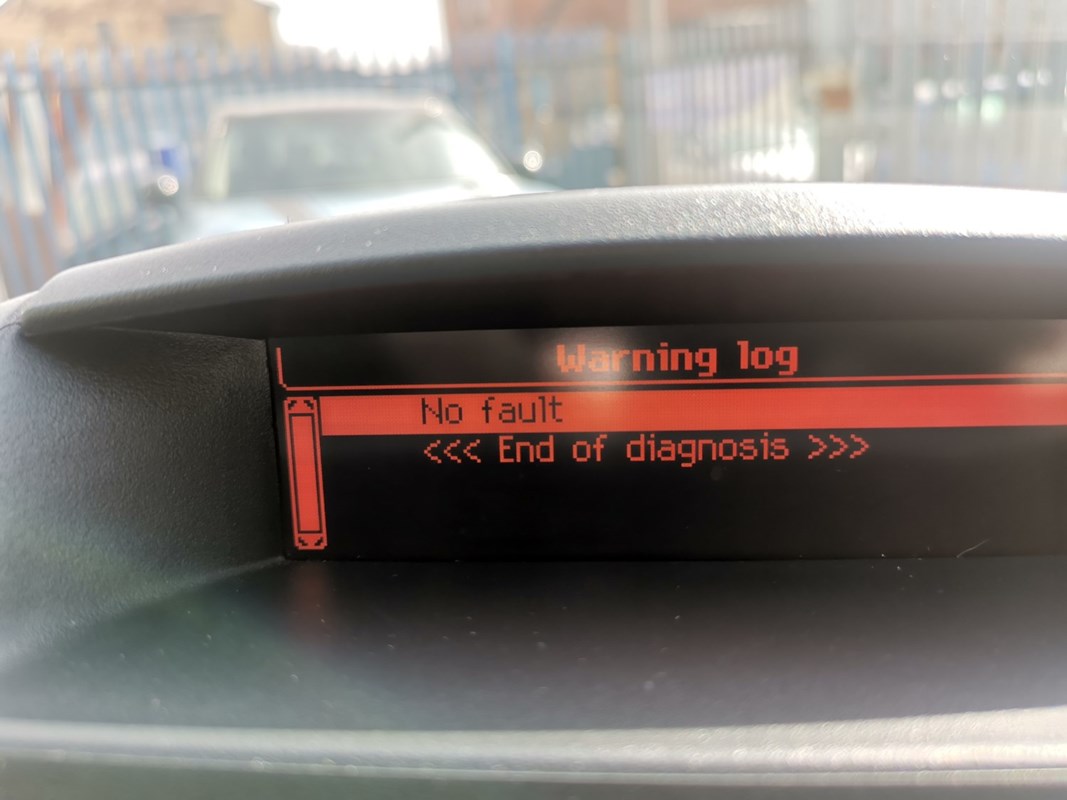 Warning log
No fault
<<< End of diagnosis >>>